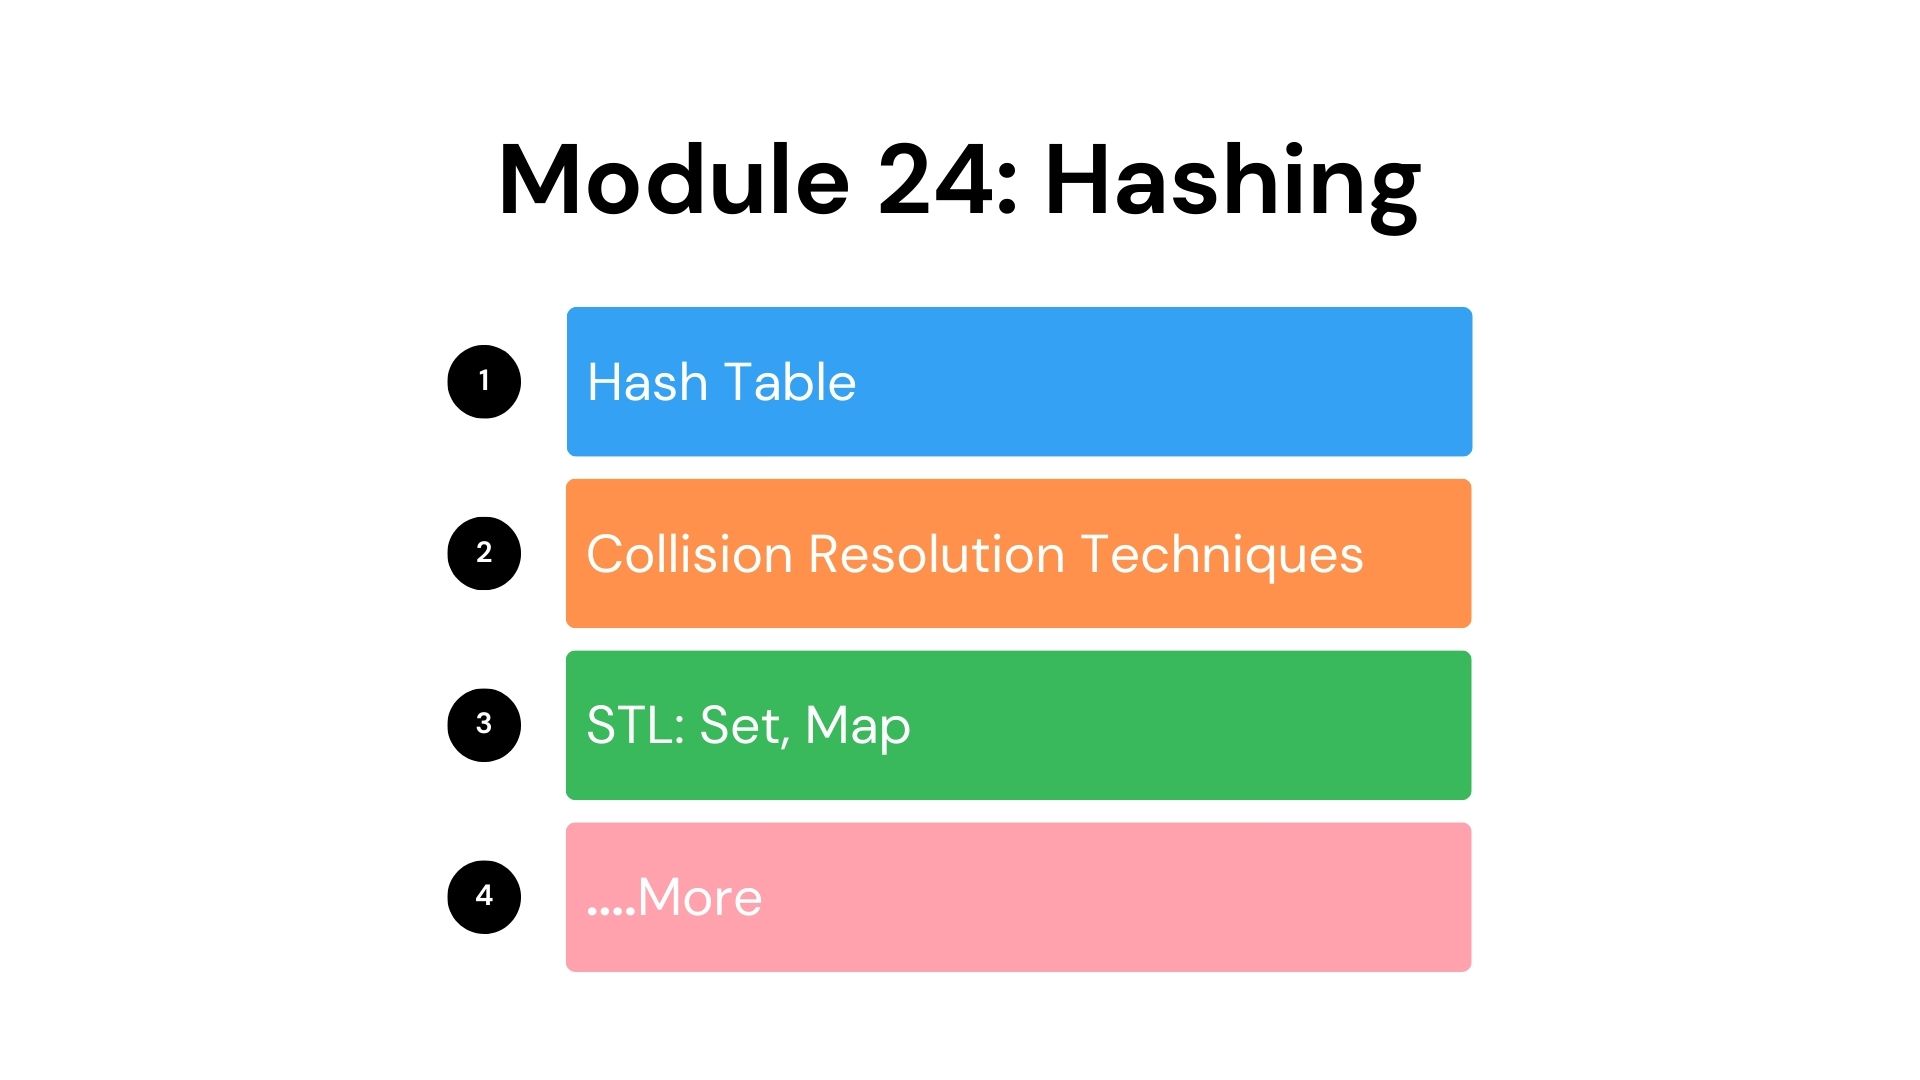 Module 24: Hashing
1
Hash Table
2
Collision Resolution Techniques
3
STL: Set, Map
4
....More